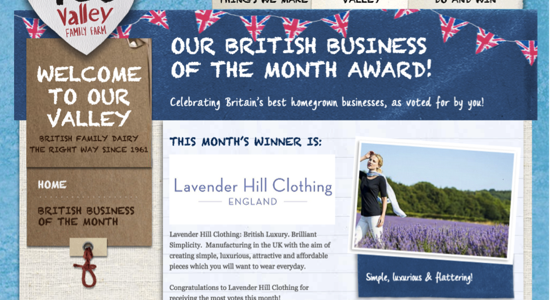 THINGS WE MAKE
VALLEY
DO AND WIN
Valley
FAMILY FARM
OUR BRITISH BUSINESS
OF THE MONTH AWARD!
Celebrating Britain's best homegrown businesses, as voted for by you!
WELCOME
TO OUR
VALLEY
BRITISH FAMILY DAIRY
THE RIGHT WAY SINCE 1961
HOME
BRITISH BUSINESS
OF THE MONTH
THIS MONTH'S WINNER IS:
Lavender Hill Clothing
ENGLAND
Lavender Hill Clothing: British Luxury. Brilliant
Simplicity. Manufacturing in the UK with the aim of
creating simple, luxurious, attractive and affordable
pieces which you will want to wear everyday.
Congratulations to Lavender Hill Clothing for
receiving the most votes this month!
Simple, luxurious & flattering!